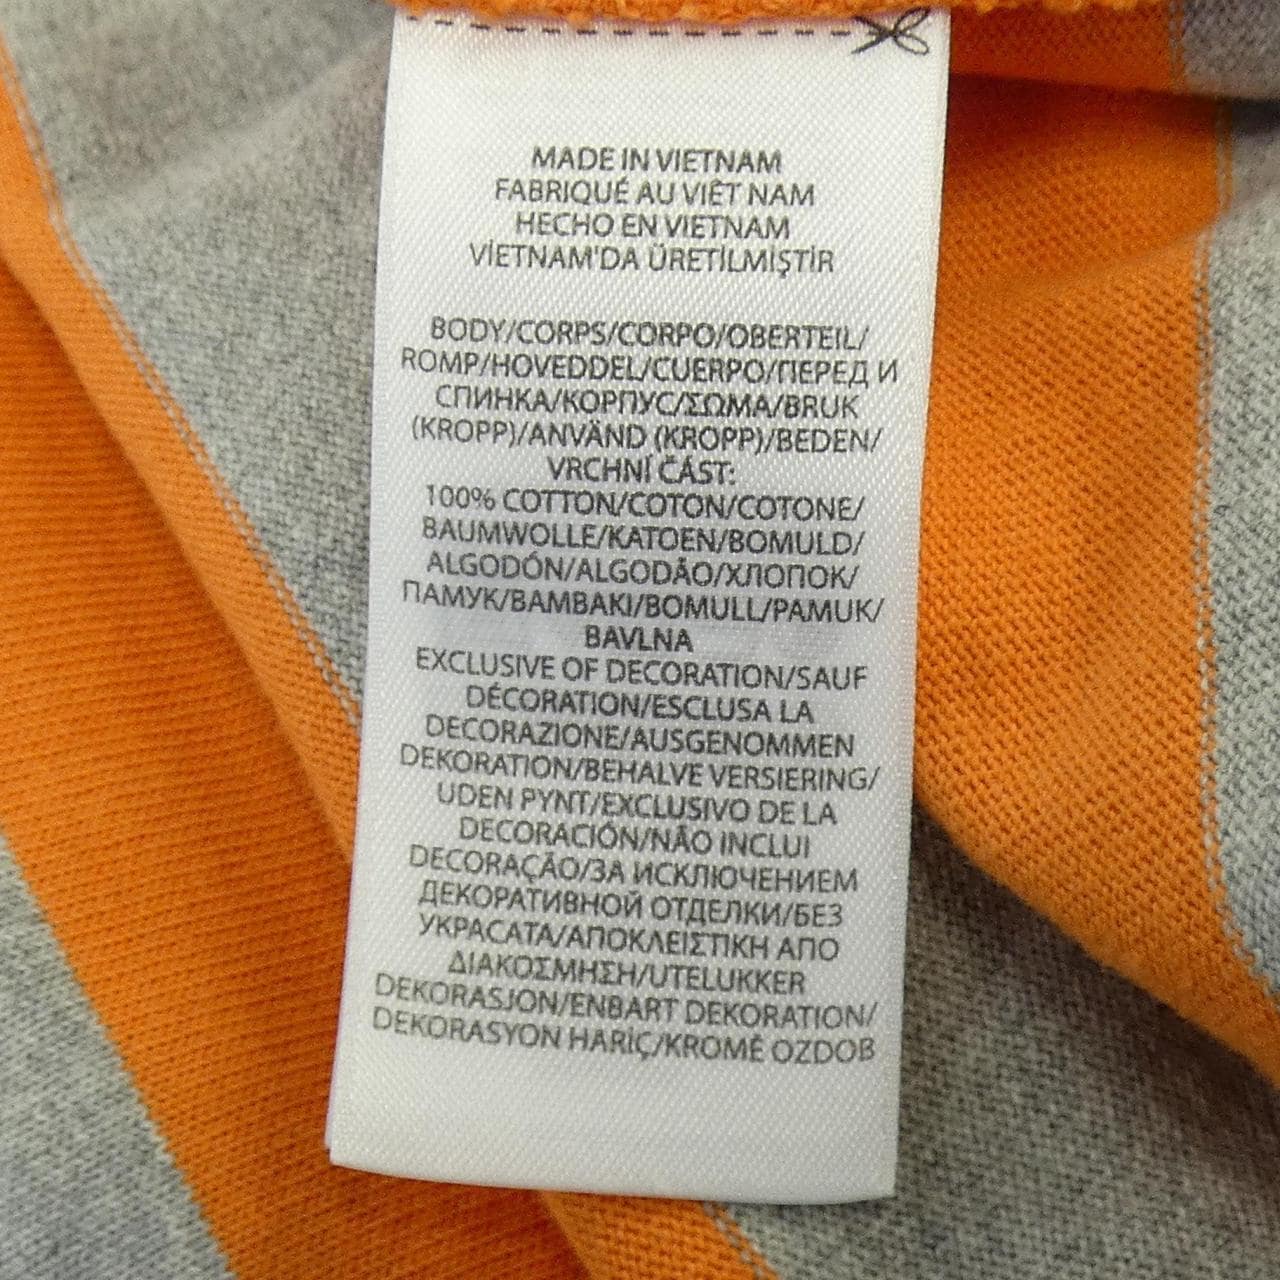 MADE IN VIETNAM
FABRIQUÉ AU VIÊT NAM
HECHO EN VIETNAM
VİETNAM'DA ÜRETİLMİŞTİR
BODY/CORPS/CORPO/OBERTEIL/
ROMP/HOVEDDEL/CUERPO/ПЕРЕД И
СПИНКА/КОРПУС/ΣΩΜΑ/BRUK
(KROPP)/ANVÄND (KROPP)/BEDEN/
VRCHNÍ ČÁST:
100% COTTON/COTON/COTONE/
BAUMWOLLE/KATOEN/BOMULD/
ALGODÓN/ALGODÃO/ХЛОПОК/
ПАМУК/ΒΑΜΒΑΚΙ/BOMULL/PAMUK/
BAVLNA
EXCLUSIVE OF DECORATION/SAUF
DÉCORATION/ESCLUSA LA
DECORAZIONE/AUSGENOMMEN
DEKORATION/BEHALVE VERSIERING/
UDEN PYNT/EXCLUSIVO DE LA
DECORACIÓN/NÃO INCLUI
DECORAÇÃO/ЗА ИСКЛЮЧЕНИЕМ
ДЕКОРАТИВНОЙ ОТДЕЛКИ/БЕЗ
УКРАСАТА/ΑΠΟΚΛΕΙΣΤΙΚΗ ΑΠΟ
ΔΙΑΚΟΣΜΗΣΗ/UTELUKKER
DEKORASJON/ENBART DEKORATION/
DEKORASYON HARİÇ/KROMĚ OZDOB